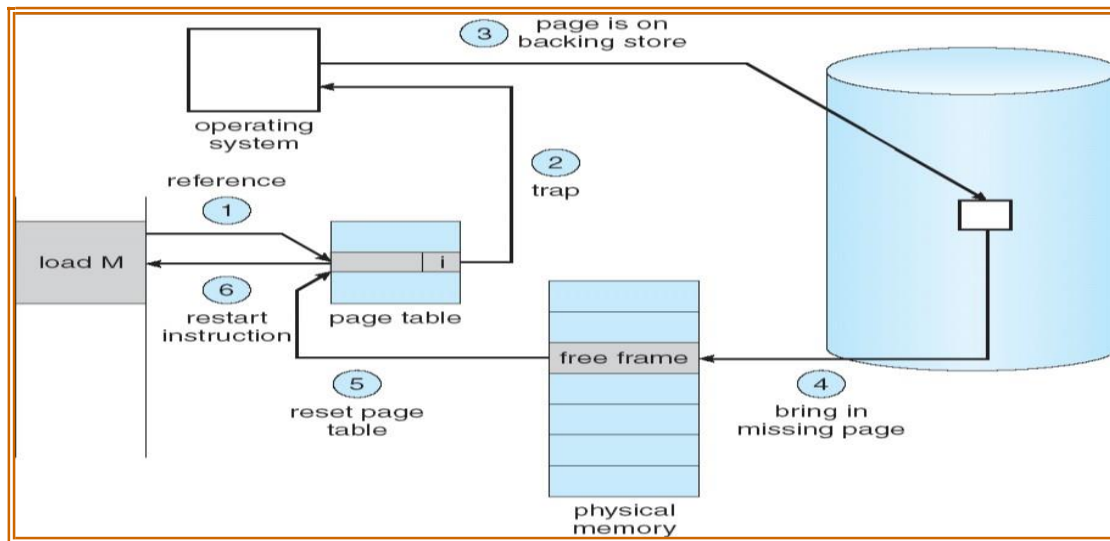 3
page is on
backing store
operating
system
2
trap
reference
1
load M
i
6
restart
instruction
page table
free frame
5
reset page
table
4
bring in
missing page
physical
memory